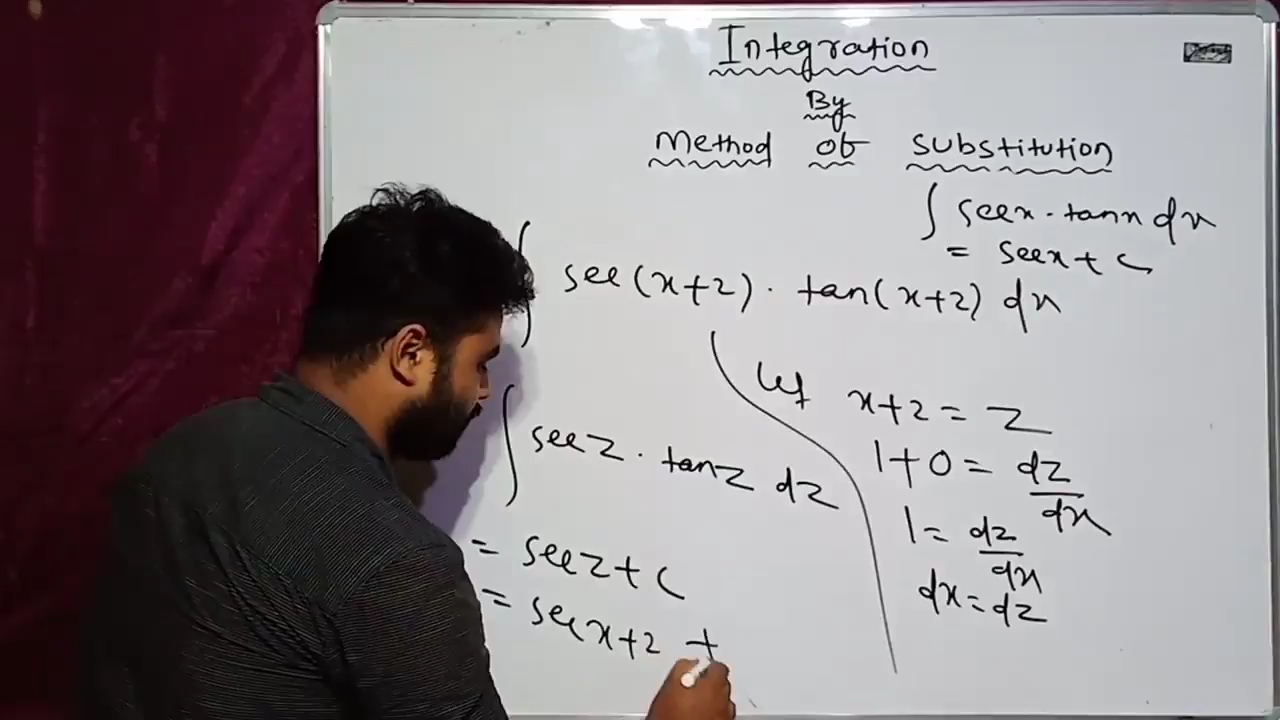 Integration
By
Method of substitution
∫ secx · tanx dx
= secx + c
∫ sec(x+2) · tan(x+2) dx
Let x+2 = z
1+0 = dz/dx
1 = dz/dx
dx = dz
∫ secz · tanz dz
= secz + c
= sec x+2 +